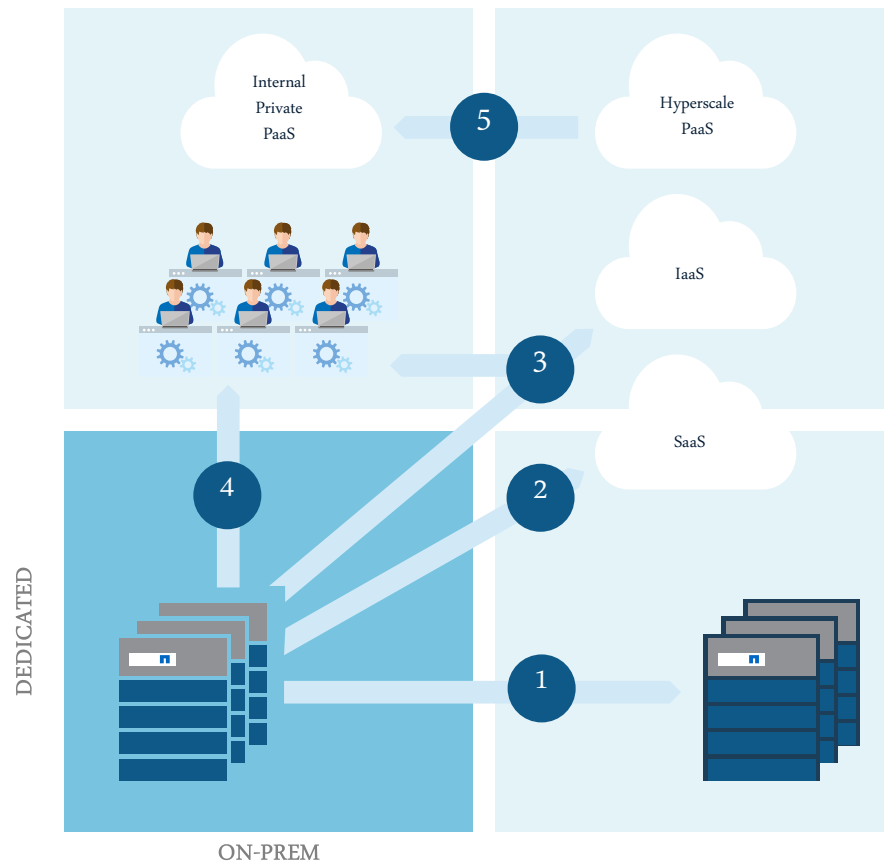 Internal
Private
PaaS
5
Hyperscale
PaaS
IaaS
3
SaaS
4
2
1
DEDICATED
ON-PREM